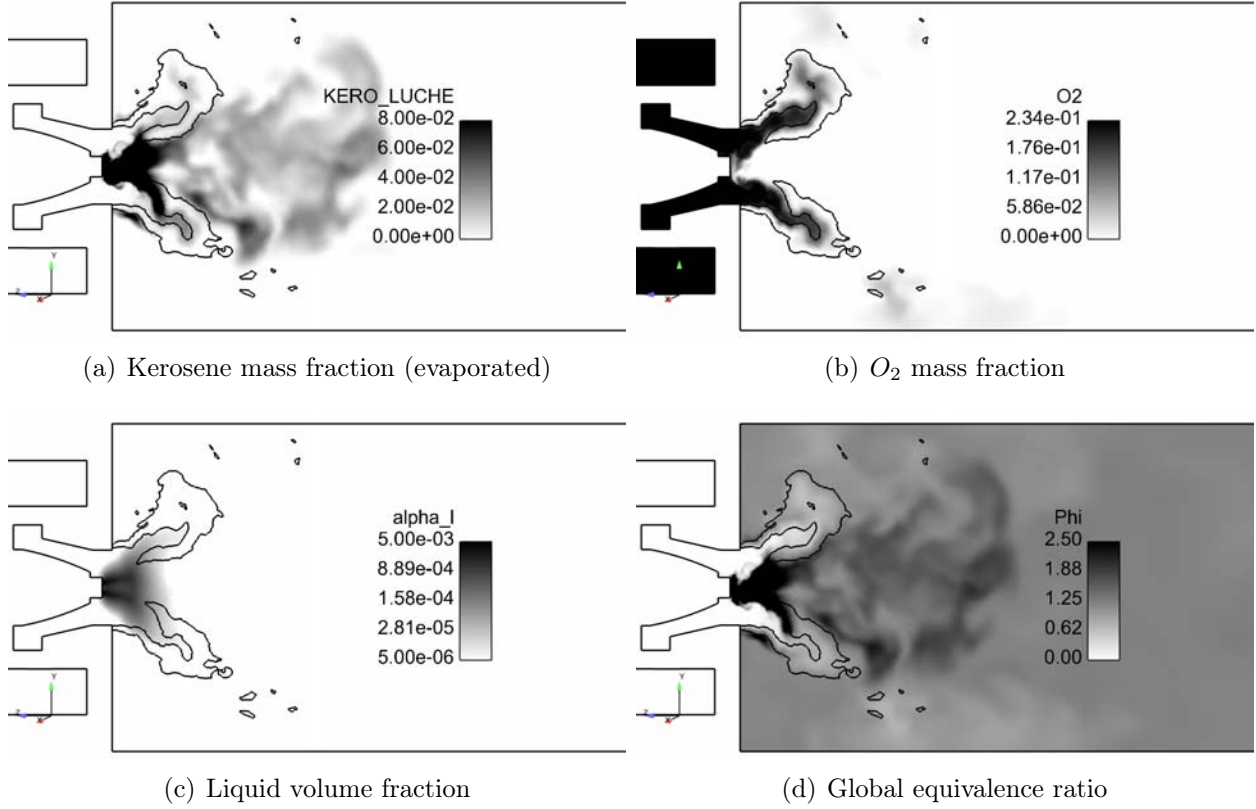 KERO_LUCHE
8.00e-02
6.00e-02
4.00e-02
2.00e-02
0.00e+00
Y
Z
X
(a) Kerosene mass fraction (evaporated)
O2
2.34e-01
1.76e-01
1.17e-01
5.86e-02
0.00e+00
(b) O₂ mass fraction
alpha_l
5.00e-03
8.89e-04
1.58e-04
2.81e-05
5.00e-06
Y
Z
X
(c) Liquid volume fraction
Phi
2.50
1.88
1.25
0.62
0.00
Y
Z
X
(d) Global equivalence ratio